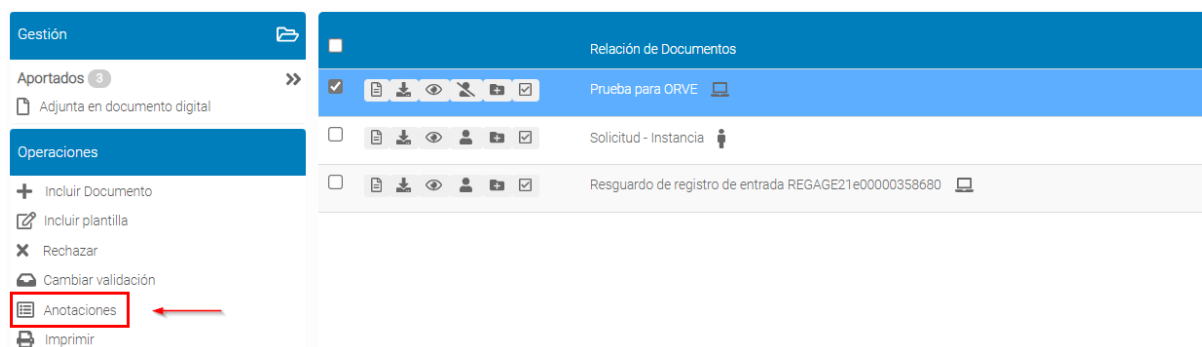 Gestión
Aportados 3
Adjunta en documento digital
Operaciones
Incluir Documento
Incluir plantilla
Rechazar
Cambiar validación
Anotaciones
Imprimir
Relación de Documentos
Prueba para ORVE
Solicitud - Instancia
Resguardo de registro de entrada REGAGE21e00000358680